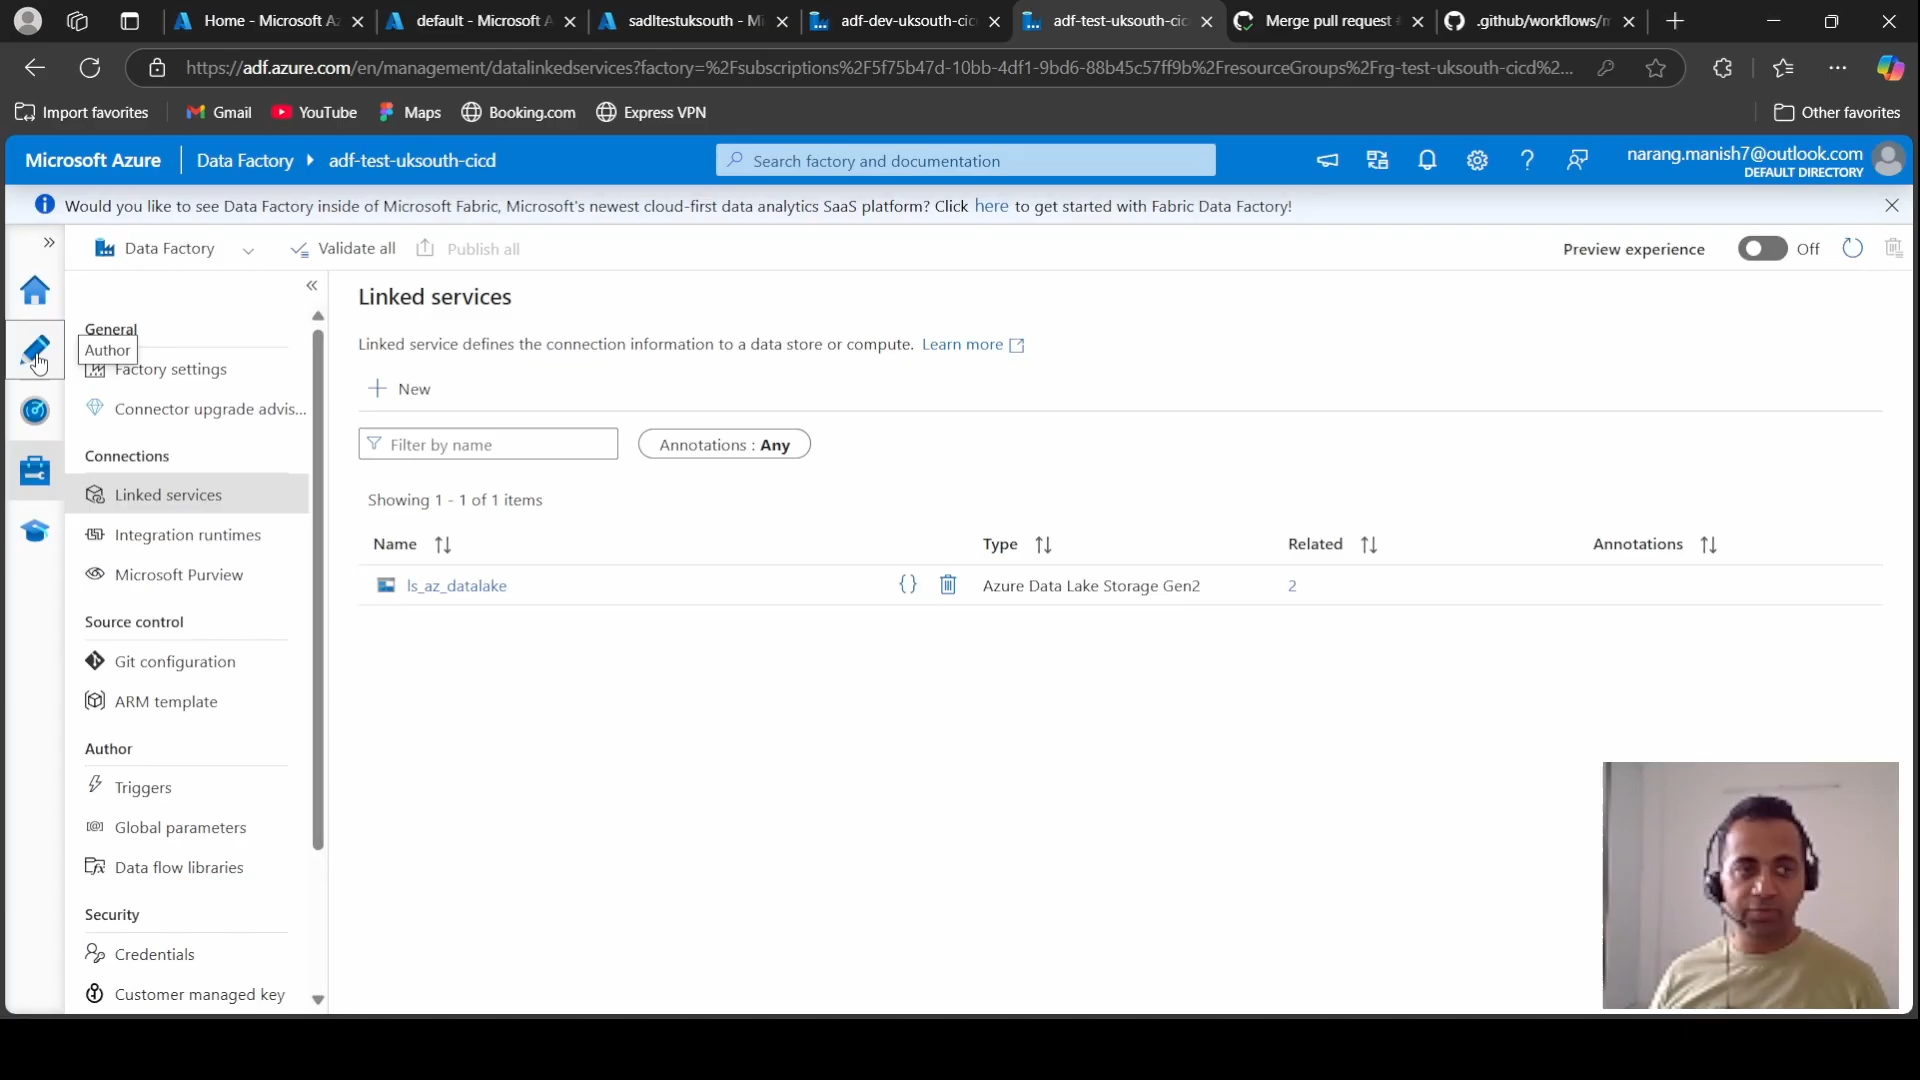 Home - Microsoft Az
default - Microsoft A
sadltestuksouth - Mi
adf-dev-uksouth-cic
adf-test-uksouth-cic
Merge pull request #
.github/workflows/m
https://adf.azure.com/en/management/datalinkedservices?factory=%2Fsubscriptions%2F5f75b47d-10bb-4df1-9bd6-88b45c57ff9b%2FresourceGroups%2Frg-test-uksouth-cicd%2...
Import favorites
Gmail
YouTube
Maps
Booking.com
Express VPN
Other favorites
Microsoft Azure
Data Factory
adf-test-uksouth-cicd
Search factory and documentation
narang.manish7@outlook.com
DEFAULT DIRECTORY
Would you like to see Data Factory inside of Microsoft Fabric, Microsoft's newest cloud-first data analytics SaaS platform? Click here to get started with Fabric Data Factory!
Data Factory
Validate all
Publish all
Preview experience
Off
General
Author
Factory settings
Connector upgrade advis...
Connections
Linked services
Integration runtimes
Microsoft Purview
Source control
Git configuration
ARM template
Author
Triggers
Global parameters
Data flow libraries
Security
Credentials
Customer managed key
Linked services
Linked service defines the connection information to a data store or compute. Learn more
New
Filter by name
Annotations : Any
Showing 1 - 1 of 1 items
Name
Type
Related
Annotations
ls_az_datalake
{}
Azure Data Lake Storage Gen2
2